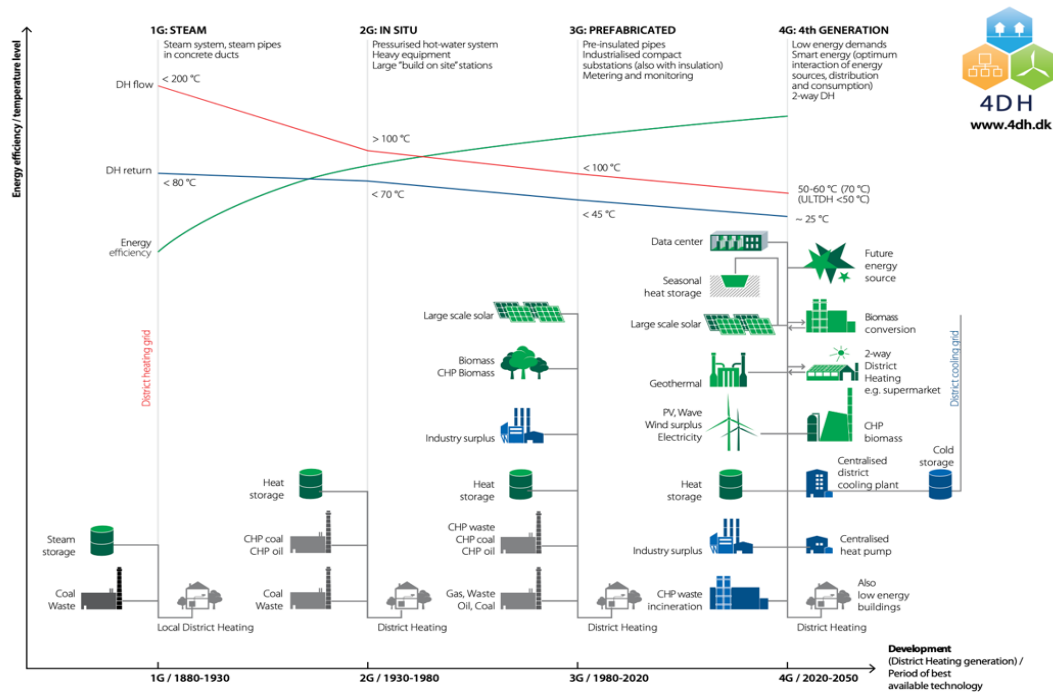 1G: STEAM
Steam system, steam pipes
in concrete ducts
2G: IN SITU
Pressurised hot-water system
Heavy equipment
Large "build on site" stations
3G: PREFABRICATED
Pre-insulated pipes
Industrialised compact
substations (also with insulation)
Metering and monitoring
4G: 4th GENERATION
Low energy demands
Smart energy (optimum
interaction of energy
sources, distribution
and consumption)
2-way DH
4DH
www.4dh.dk
Energy efficiency / temperature level
DH flow
< 200 °C
> 100 °C
< 100 °C
50-60 °C (70 °C)
(ULTDH <50 °C)
DH return
< 80 °C
< 70 °C
< 45 °C
~ 25 °C
Energy
efficiency
District heating grid
District cooling grid
Data center
Future
energy
source
Seasonal
heat storage
Large scale solar
Large scale solar
Biomass
conversion
Biomass
CHP Biomass
Geothermal
2-way
District
Heating
e.g. supermarket
Industry surplus
PV, Wave
Wind surplus
Electricity
CHP
biomass
Heat
storage
Heat
storage
Heat
storage
Centralised
district
cooling plant
Cold
storage
Steam
storage
CHP coal
CHP oil
CHP waste
CHP coal
CHP oil
Industry surplus
Centralised
heat pump
Coal
Waste
Coal
Waste
Gas, Waste
Oil, Coal
CHP waste
incineration
Also
low energy
buildings
Local District Heating
District Heating
District Heating
District Heating
1G / 1880-1930
2G / 1930-1980
3G / 1980-2020
4G / 2020-2050
Development
(District Heating generation) /
Period of best
available technology